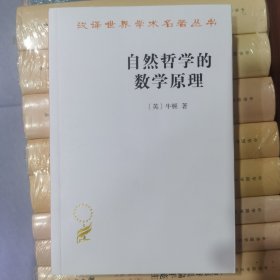 汉译世界学术名著丛书
自然哲学的
数学原理
〔英〕牛顿 著